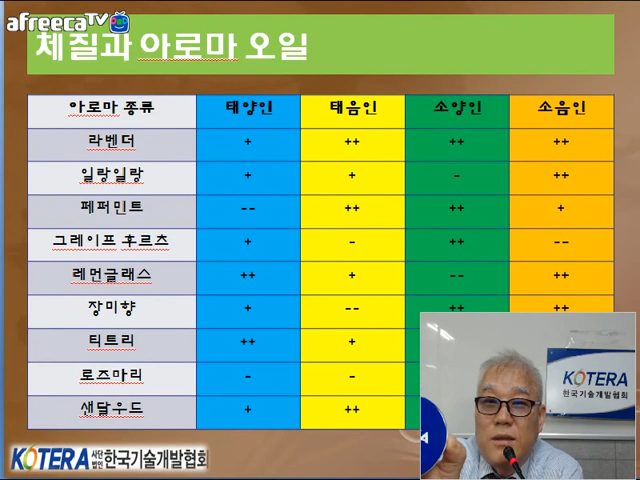 afreecaTV
체질과 아로마 오일
아로마 종류 태양인 태음인 소양인 소음인
라벤더 + ++ ++ ++
일랑일랑 + + - ++
페퍼민트 -- ++ ++ +
그레이프 후르츠 + - ++ --
레먼글래스 ++ + -- ++
장미향 + -- ++ ++
티트리 ++ +
로즈마리 - -
샌달우드 + ++
KOTERA
한국기술개발협회
KOTERA 사단법인 한국기술개발협회